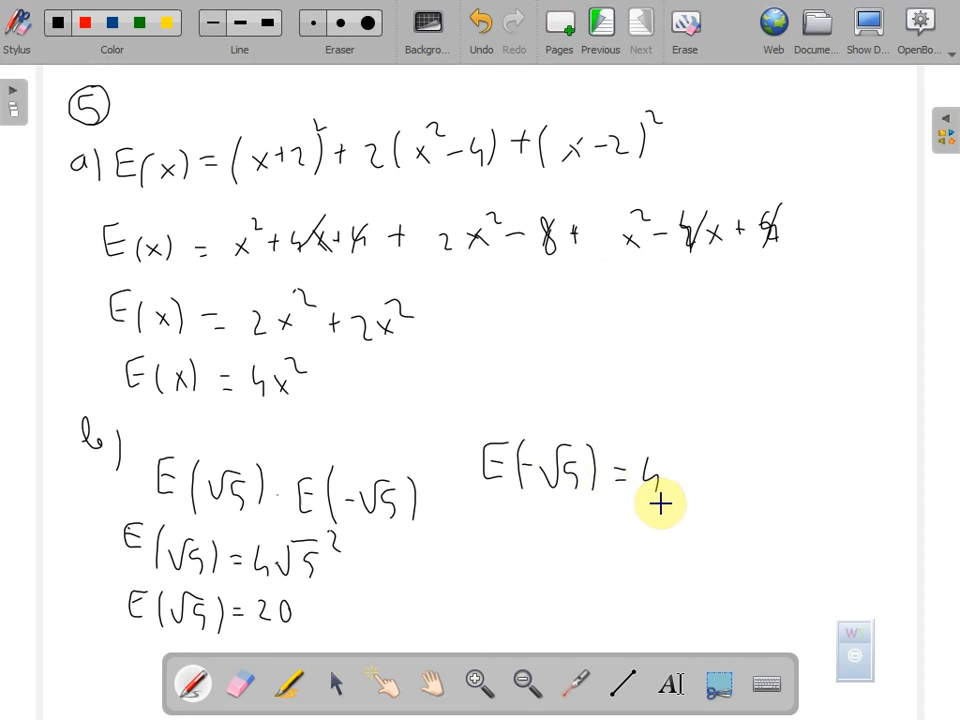 Stylus Color Line Eraser Backgro... Undo Redo Pages Previous Next Erase Web Docume... Show D... OpenBo...
5
a) E(x) = (x+2)² + 2(x²-4) + (x-2)²
E(x) = x² + 4x + 4 + 2x² - 8 + x² - 4x + 4
E(x) = 2x² + 2x²
E(x) = 4x²
b)
E(√5) · E(-√5)
E(√5) = 4√5²
E(√5) = 20
E(-√5) = 4